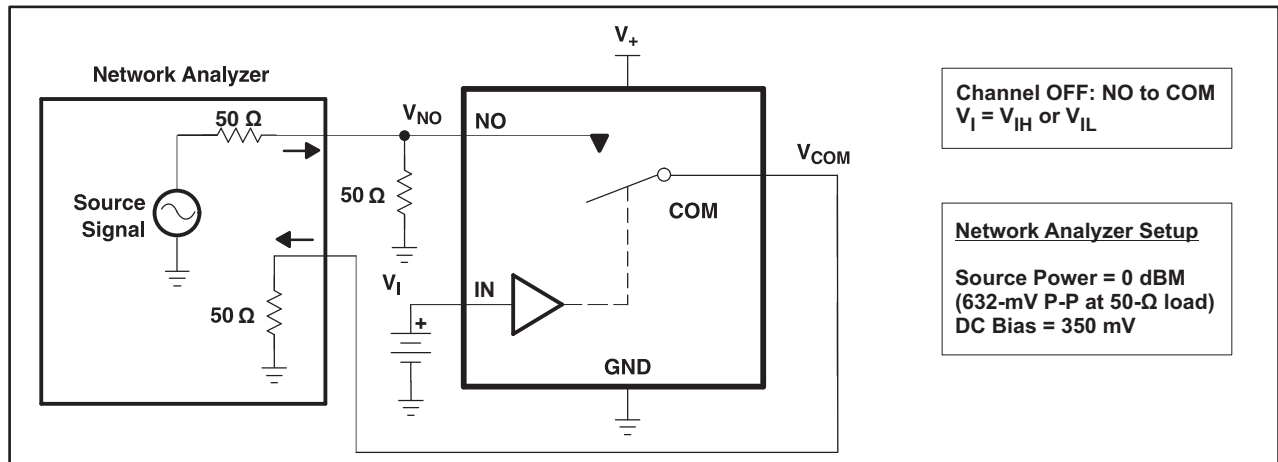 V+
Network Analyzer
50 Ω
VNO
NO
Channel OFF: NO to COM
VI = VIH or VIL
VCOM
50 Ω
COM
Source
Signal
Network Analyzer Setup
Source Power = 0 dBM
(632-mV P-P at 50-Ω load)
DC Bias = 350 mV
VI
IN
50 Ω
+
GND